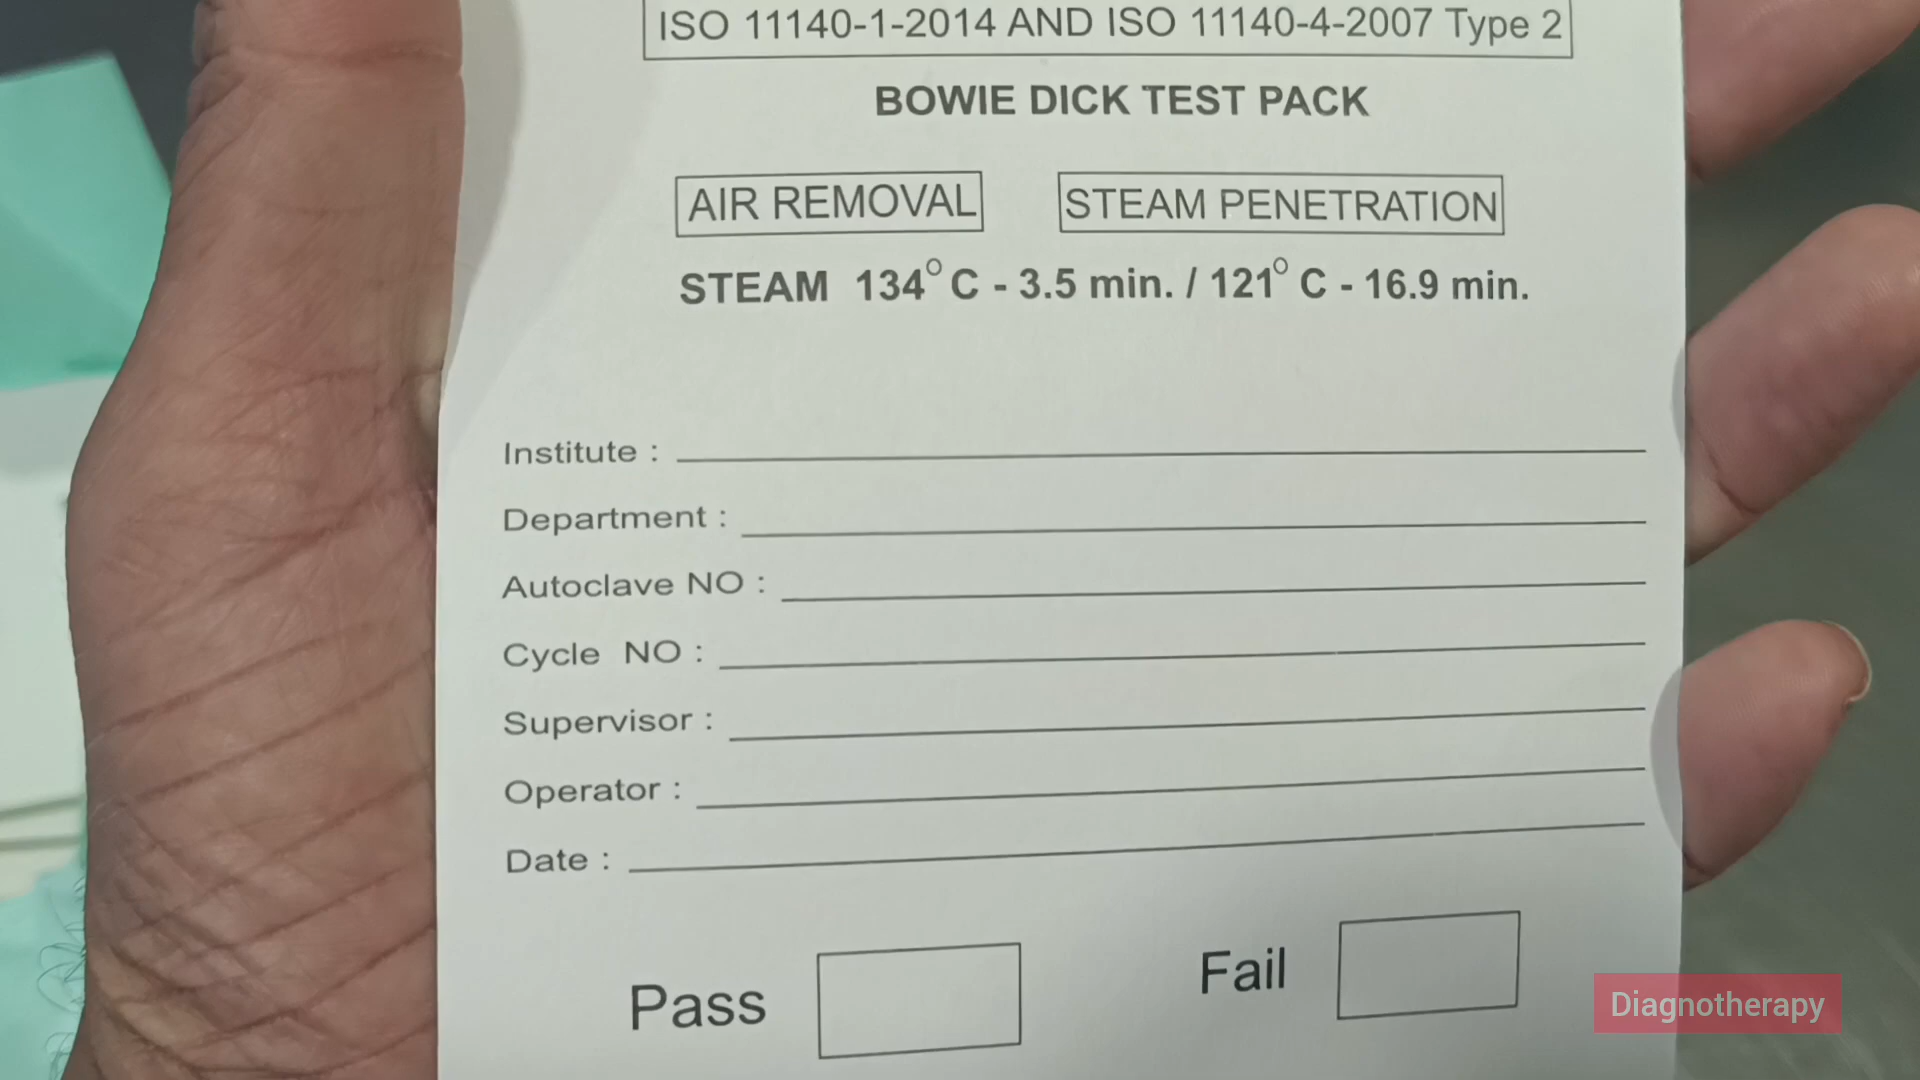 ISO 11140-1-2014 AND ISO 11140-4-2007 Type 2
BOWIE DICK TEST PACK
AIR REMOVAL STEAM PENETRATION
STEAM 134°C - 3.5 min. / 121°C - 16.9 min.
Institute :
Department :
Autoclave NO :
Cycle NO :
Supervisor :
Operator :
Date :
Pass Fail
Diagnotherapy